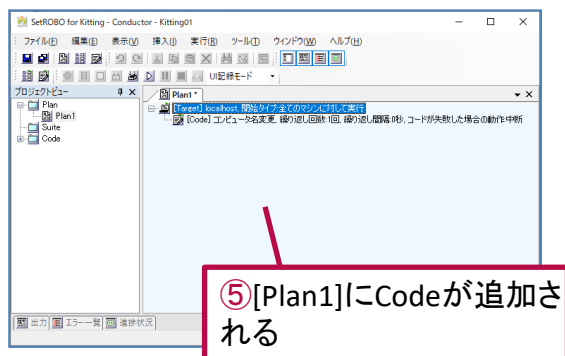 SetROBO for Kitting - Conductor - Kitting01
ファイル(F) 編集(E) 表示(V) 挿入(I) 実行(R) ツール(T) ウィンドウ(W) ヘルプ(H)
UI記録モード
プロジェクトビュー
Plan
Plan1
Suite
Code
Plan1 *
[Target] localhost, 開始タイプ:全てのマシンに対して実行
[Code] コンピュータ名変更, 繰り返し回数:1回, 繰り返し間隔:0秒, コードが失敗した場合の動作:中断
出力 エラー一覧 進捗状況
⑤[Plan1]にCodeが追加さ
れる